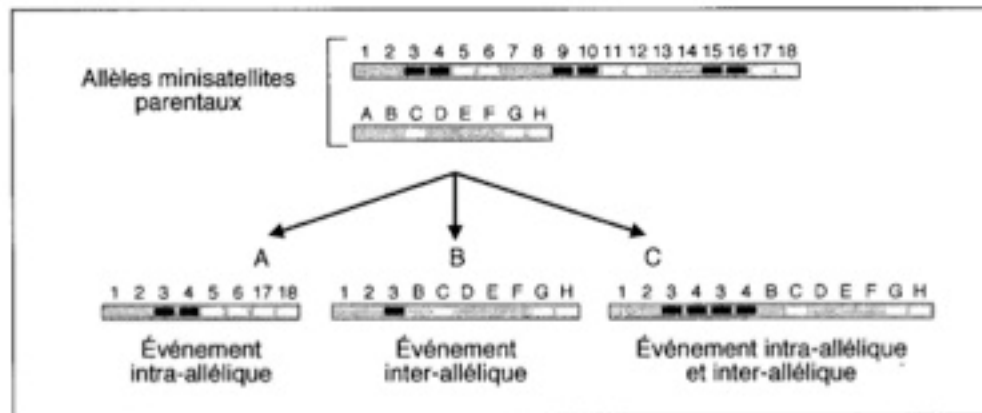 1 2 3 4 5 6 7 8 9 10 11 12 13 14 15 16 17 18
Allèles minisatellites
parentaux
A B C D E F G H
A
B
C
1 2 3 4 5 6 17 18
1 2 3 B C D E F G H
1 2 3 4 3 4 B C D E F G H
Événement
intra-allélique
Événement
inter-allélique
Événement intra-allélique
et inter-allélique